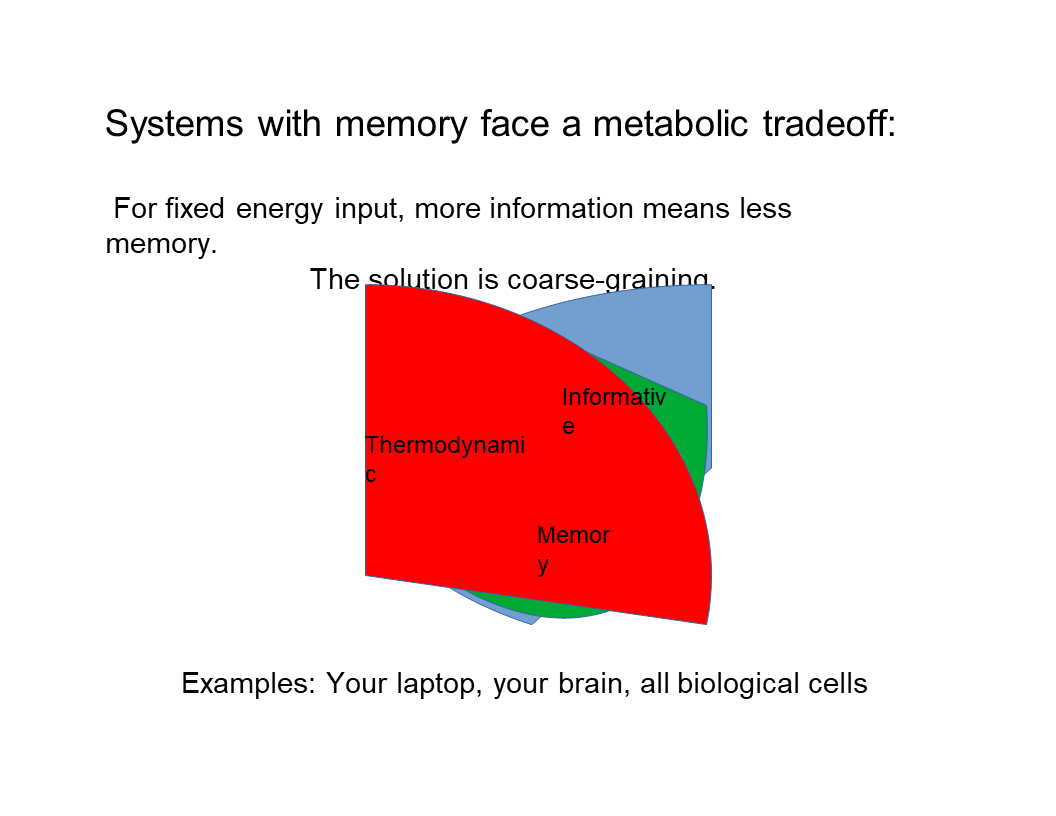 Systems with memory face a metabolic tradeoff:
For fixed energy input, more information means less
memory.
The solution is coarse-graining.
Informativ
e
Thermodynami
c
Memor
y
Examples: Your laptop, your brain, all biological cells